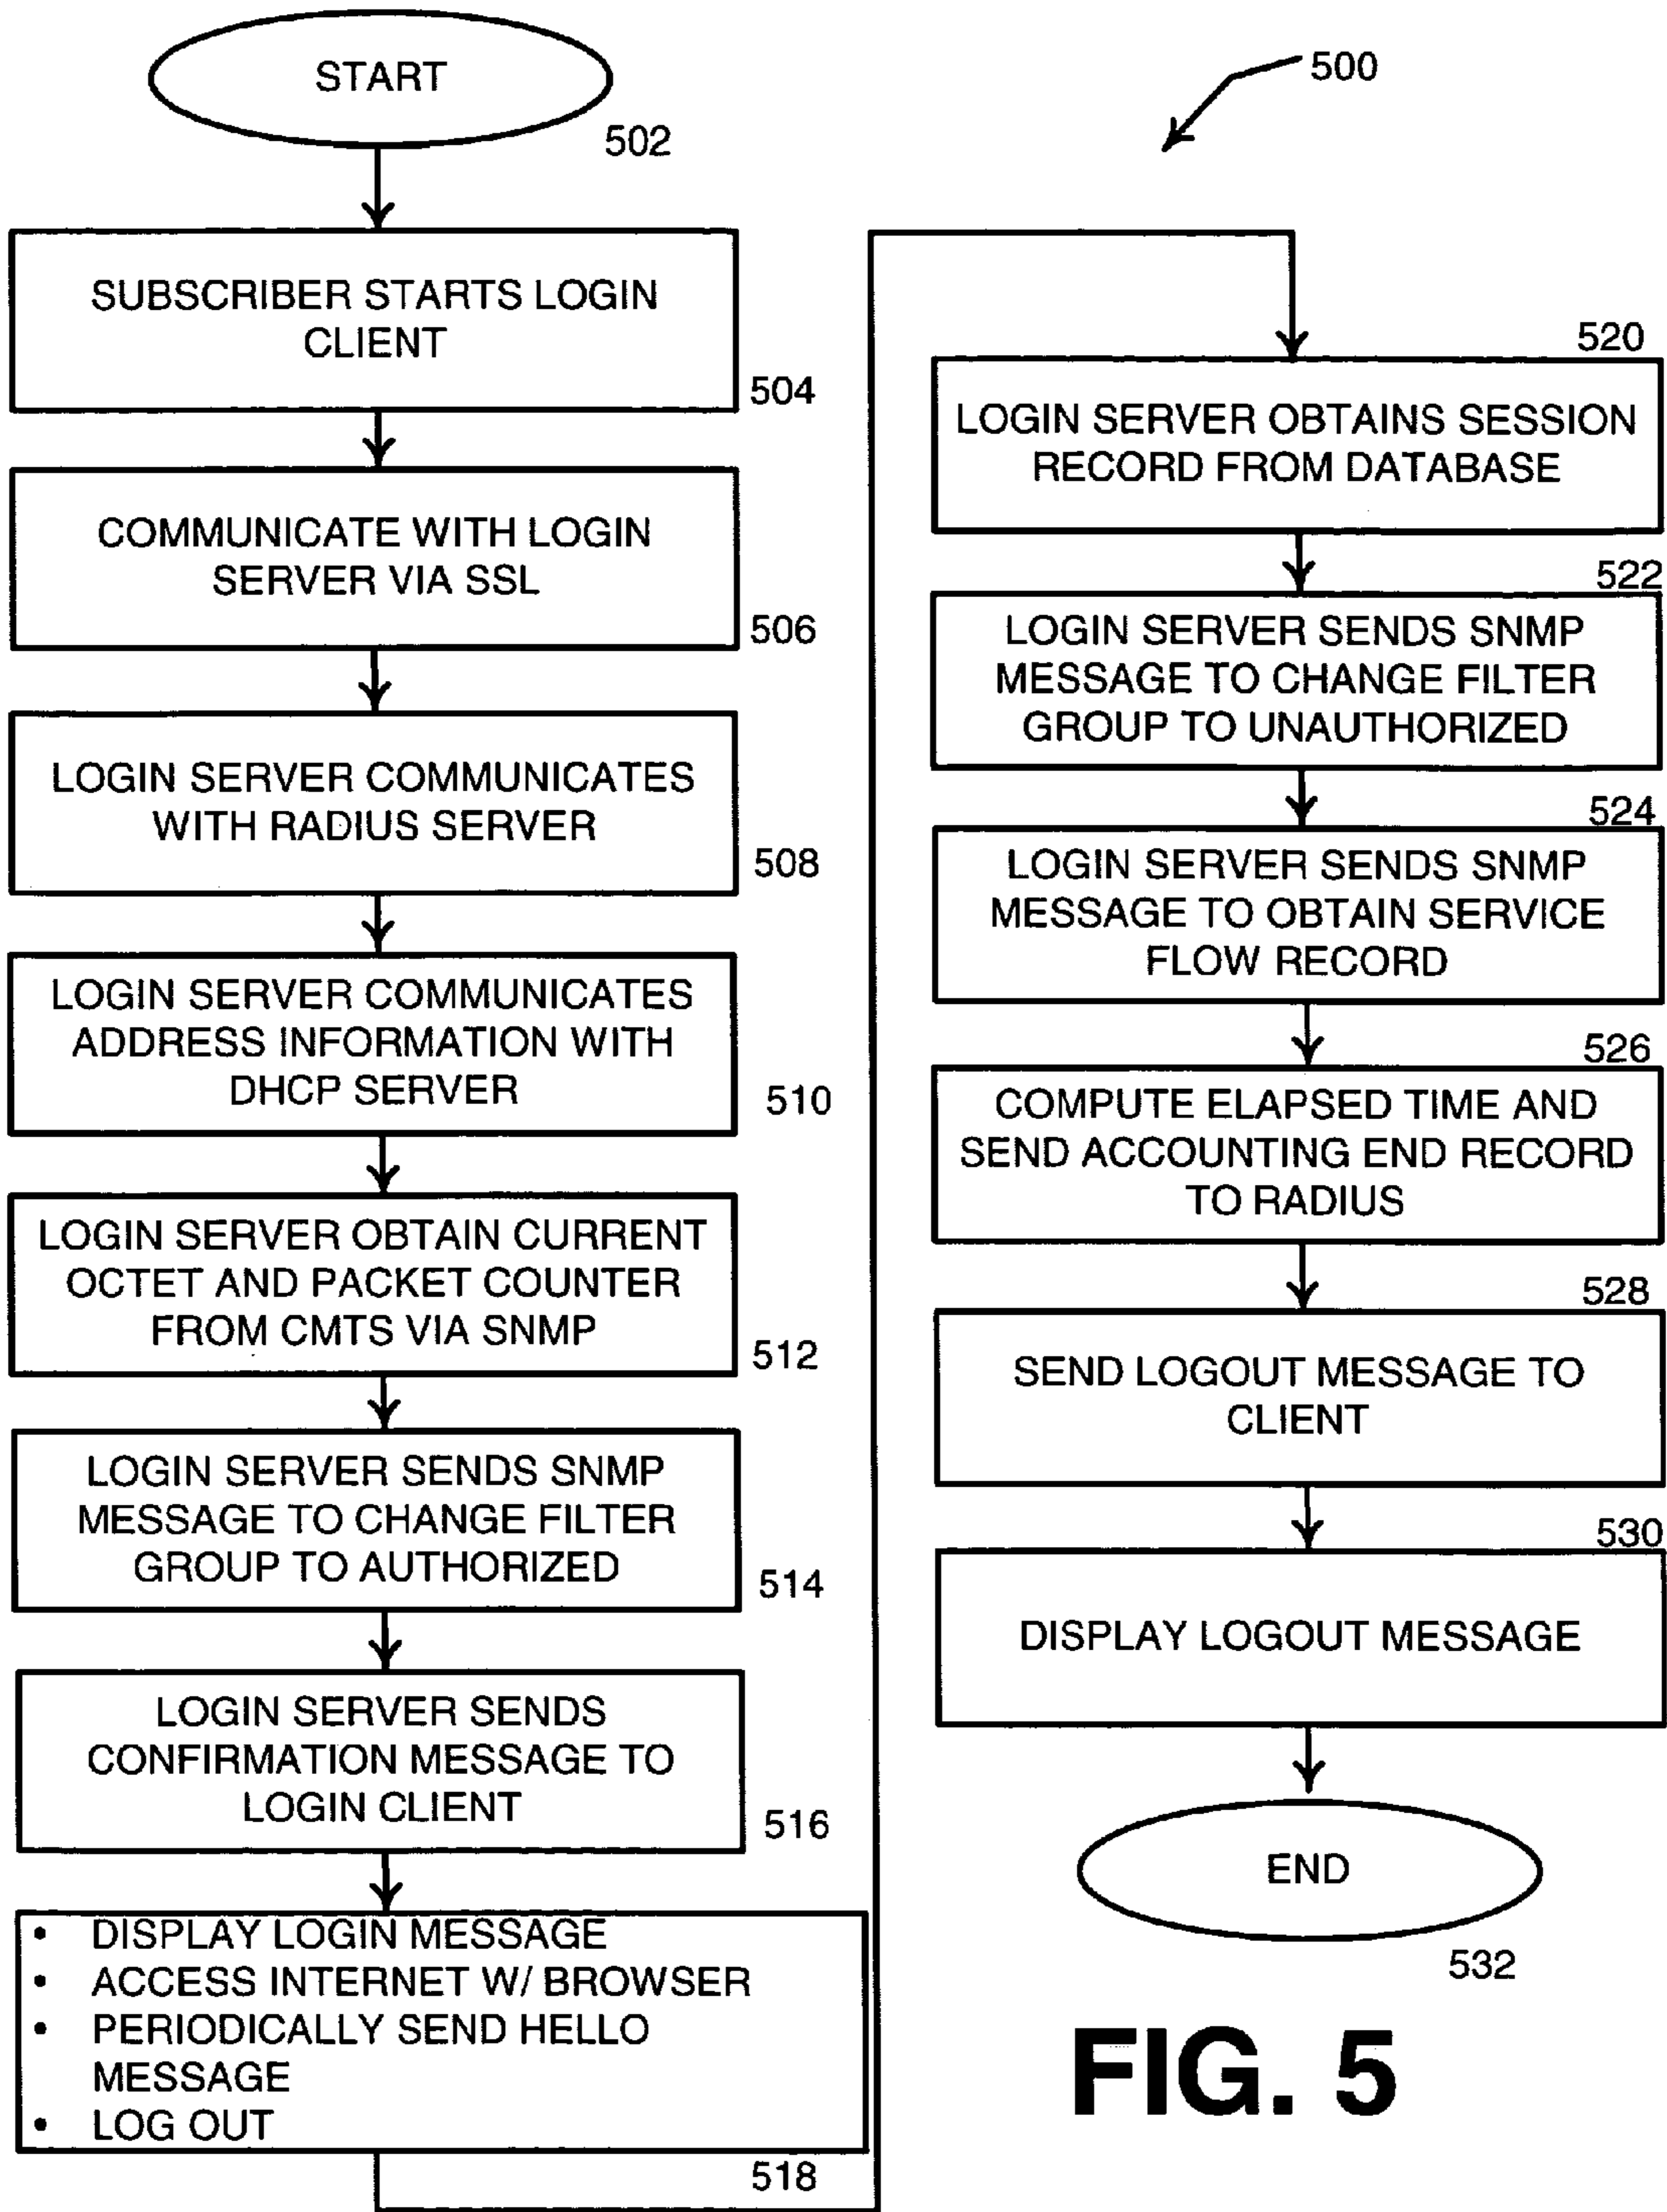 START
502
SUBSCRIBER STARTS LOGIN
CLIENT
504
COMMUNICATE WITH LOGIN
SERVER VIA SSL
506
LOGIN SERVER COMMUNICATES
WITH RADIUS SERVER
508
LOGIN SERVER COMMUNICATES
ADDRESS INFORMATION WITH
DHCP SERVER
510
LOGIN SERVER OBTAIN CURRENT
OCTET AND PACKET COUNTER
FROM CMTS VIA SNMP
512
LOGIN SERVER SENDS SNMP
MESSAGE TO CHANGE FILTER
GROUP TO AUTHORIZED
514
LOGIN SERVER SENDS
CONFIRMATION MESSAGE TO
LOGIN CLIENT
516
• DISPLAY LOGIN MESSAGE
• ACCESS INTERNET W/ BROWSER
• PERIODICALLY SEND HELLO
MESSAGE
• LOG OUT
518
500
520
LOGIN SERVER OBTAINS SESSION
RECORD FROM DATABASE
522
LOGIN SERVER SENDS SNMP
MESSAGE TO CHANGE FILTER
GROUP TO UNAUTHORIZED
524
LOGIN SERVER SENDS SNMP
MESSAGE TO OBTAIN SERVICE
FLOW RECORD
526
COMPUTE ELAPSED TIME AND
SEND ACCOUNTING END RECORD
TO RADIUS
528
SEND LOGOUT MESSAGE TO
CLIENT
530
DISPLAY LOGOUT MESSAGE
END
532
FIG. 5